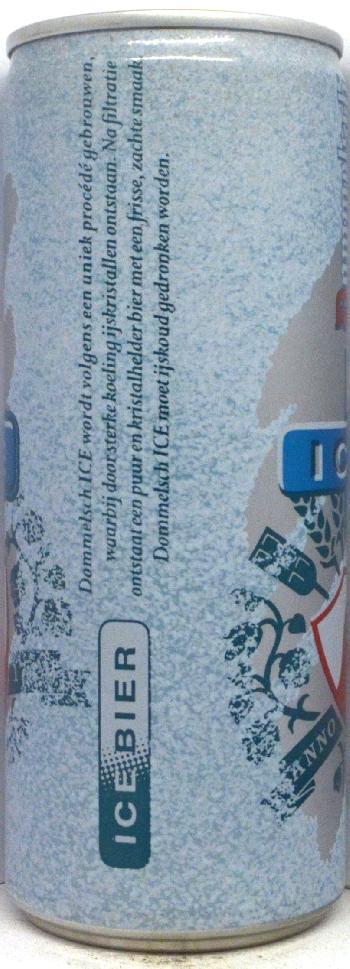 Dommelsch ICE wordt volgens een uniek procédé gebrouwen,
waarbij door sterke koeling ijskristallen ontstaan. Na filtratie
ontstaat een puur en kristalhelder bier met een frisse, zachte smaak.
Dommelsch ICE moet ijskoud gedronken worden.
ICE BIER
IC
ANNO